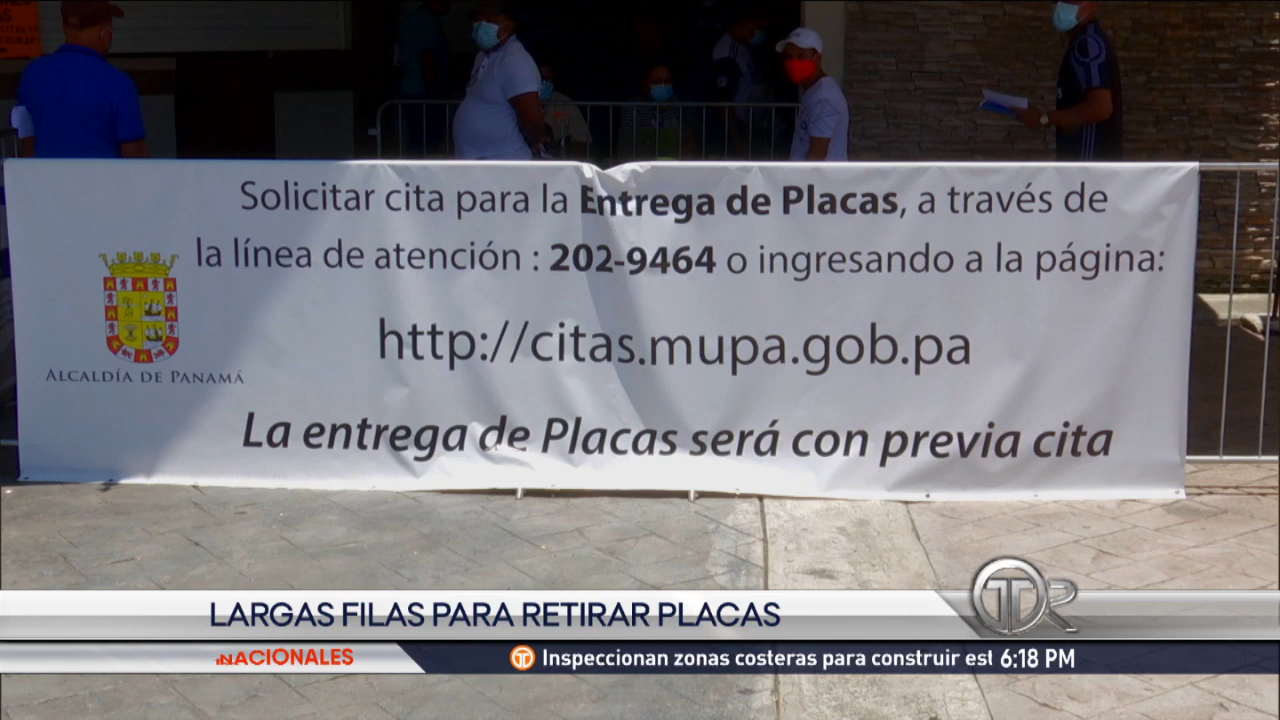 Solicitar cita para la Entrega de Placas, a través de
la línea de atención : 202-9464 o ingresando a la página:
http://citas.mupa.gob.pa
ALCALDÍA DE PANAMÁ
La entrega de Placas será con previa cita
LARGAS FILAS PARA RETIRAR PLACAS
TR
NACIONALES
Inspeccionan zonas costeras para construir est 6:18 PM